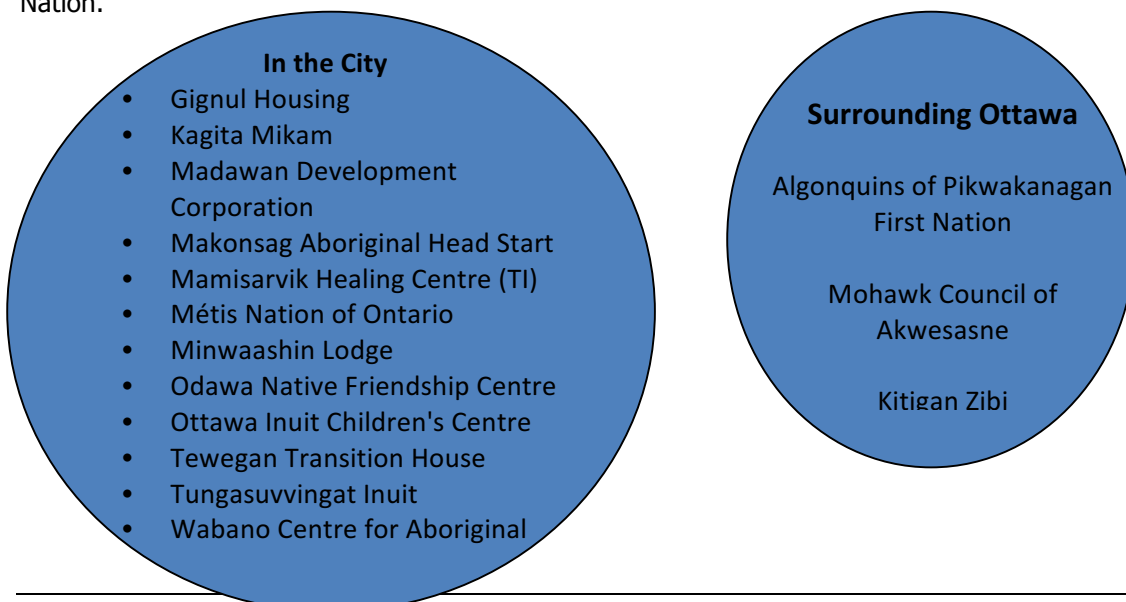 Nation.
In the City
• Gignul Housing
• Kagita Mikam
• Madawan Development
Corporation
• Makonsag Aboriginal Head Start
• Mamisarvik Healing Centre (TI)
• Métis Nation of Ontario
• Minwaashin Lodge
• Odawa Native Friendship Centre
• Ottawa Inuit Children's Centre
• Tewegan Transition House
• Tungasuvvingat Inuit
• Wabano Centre for Aboriginal
Surrounding Ottawa
Algonquins of Pikwakanagan
First Nation
Mohawk Council of
Akwesasne
Kitigan Zibi